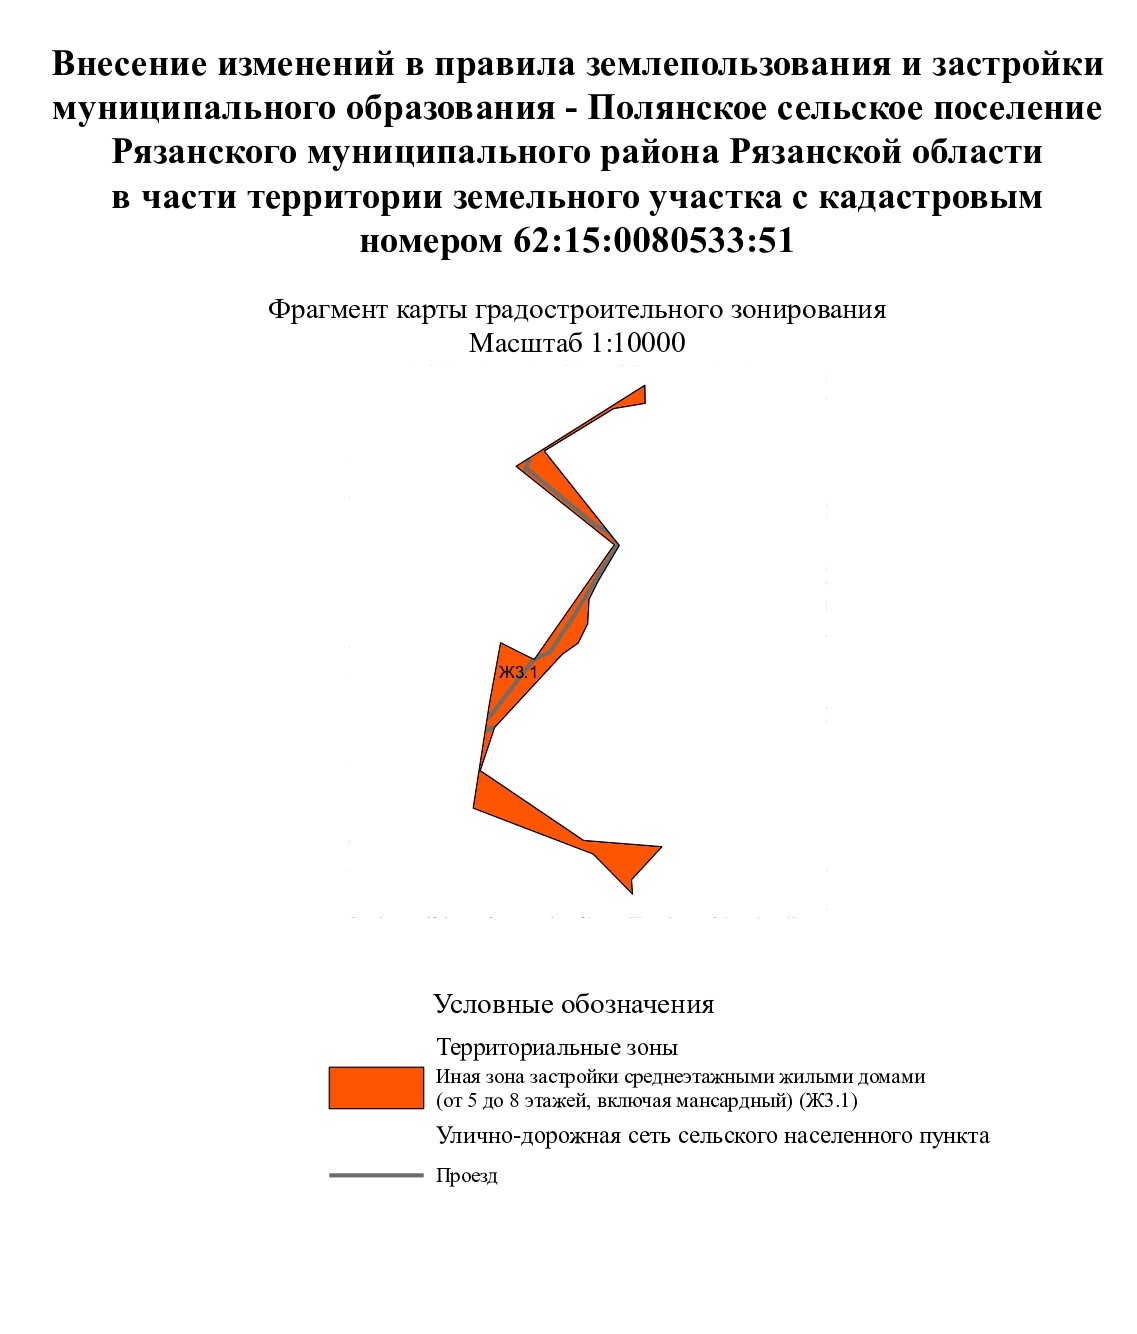 Внесение изменений в правила землепользования и застройки
муниципального образования - Полянское сельское поселение
Рязанского муниципального района Рязанской области
в части территории земельного участка с кадастровым
номером 62:15:0080533:51
Фрагмент карты градостроительного зонирования
Масштаб 1:10000
Ж3.1
Условные обозначения
Территориальные зоны
Иная зона застройки среднеэтажными жилыми домами
(от 5 до 8 этажей, включая мансардный) (Ж3.1)
Улично-дорожная сеть сельского населенного пункта
Проезд